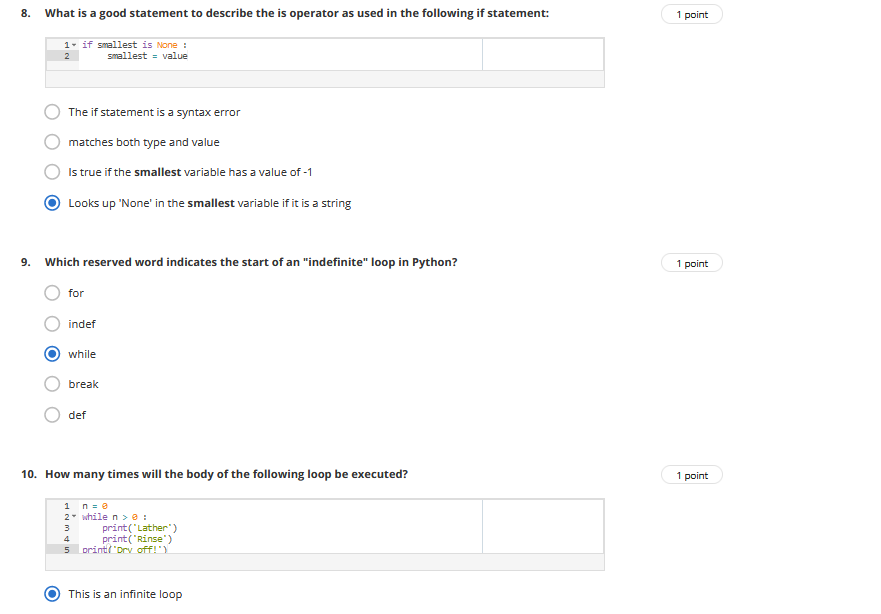 8. What is a good statement to describe the is operator as used in the following if statement:
1 point
1 if smallest is None :
2 smallest = value
The if statement is a syntax error
matches both type and value
Is true if the smallest variable has a value of -1
Looks up 'None' in the smallest variable if it is a string
9. Which reserved word indicates the start of an "indefinite" loop in Python?
1 point
for
indef
while
break
def
10. How many times will the body of the following loop be executed?
1 point
1 n = 0
2 while n > 0 :
3 print('Lather')
4 print('Rinse')
5 print('Dry off!')
This is an infinite loop